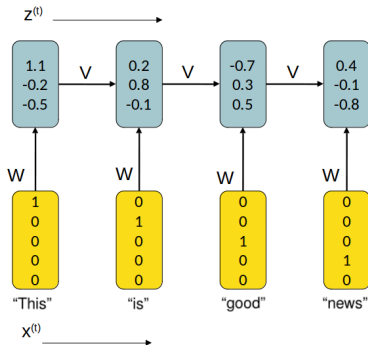 z(t)
1.1 0.2 -0.7 0.4
V V V
-0.2 0.8 0.3 -0.1
-0.5 -0.1 0.5 -0.8
W W W W
1 0 0 0
0 1 0 0
0 0 1 0
0 0 0 1
0 0 0 0
“This” “is” “good” “news”
x(t)